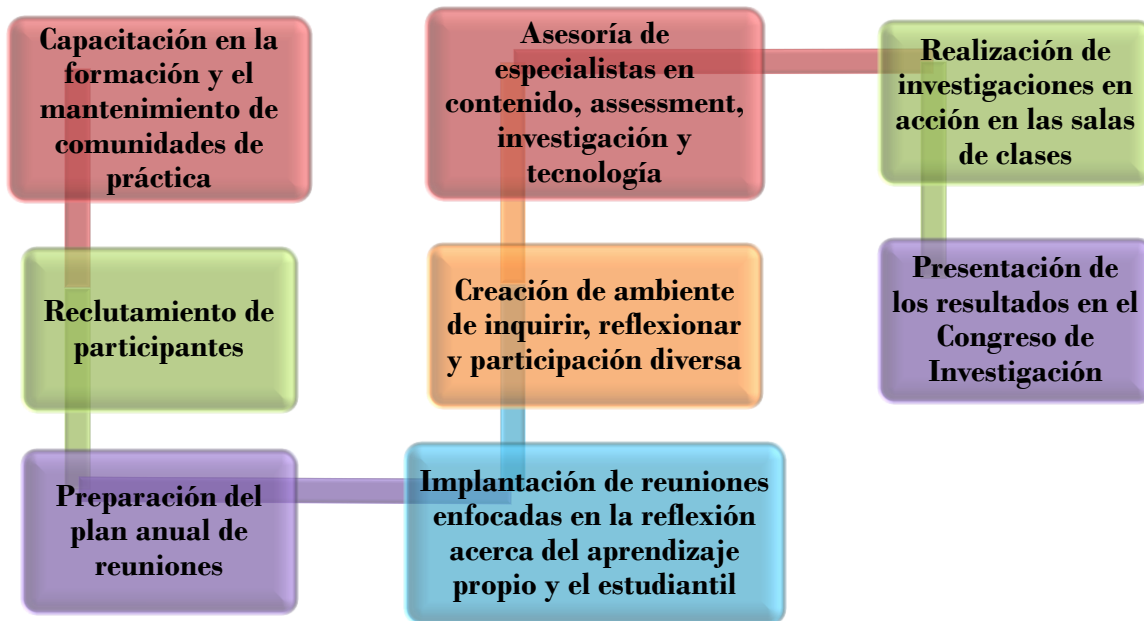 Capacitación en la
formación y el
mantenimiento de
comunidades de
práctica
Reclutamiento de
participantes
Preparación del
plan anual de
reuniones
Implantación de reuniones
enfocadas en la reflexión
acerca del aprendizaje
propio y el estudiantil
Creación de ambiente
de inquirir, reflexionar
y participación diversa
Asesoría de
especialistas en
contenido, assessment,
investigación y
tecnología
Realización de
investigaciones en
acción en las salas
de clases
Presentación de
los resultados en el
Congreso de
Investigación